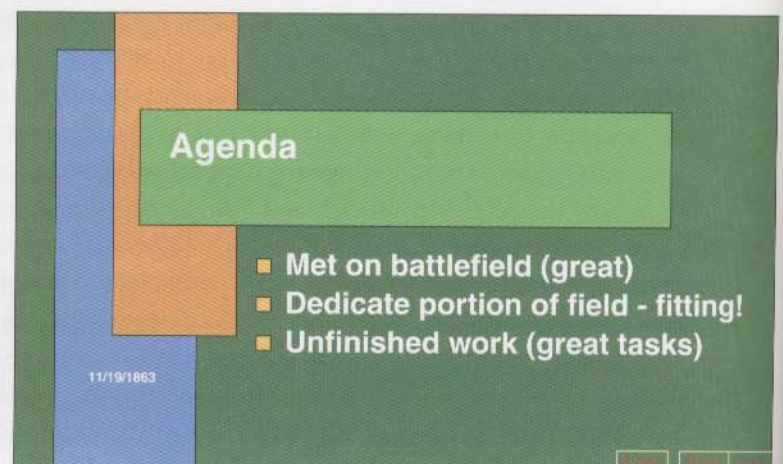 Agenda
Met on battlefield (great)
Dedicate portion of field - fitting!
Unfinished work (great tasks)
11/19/1863